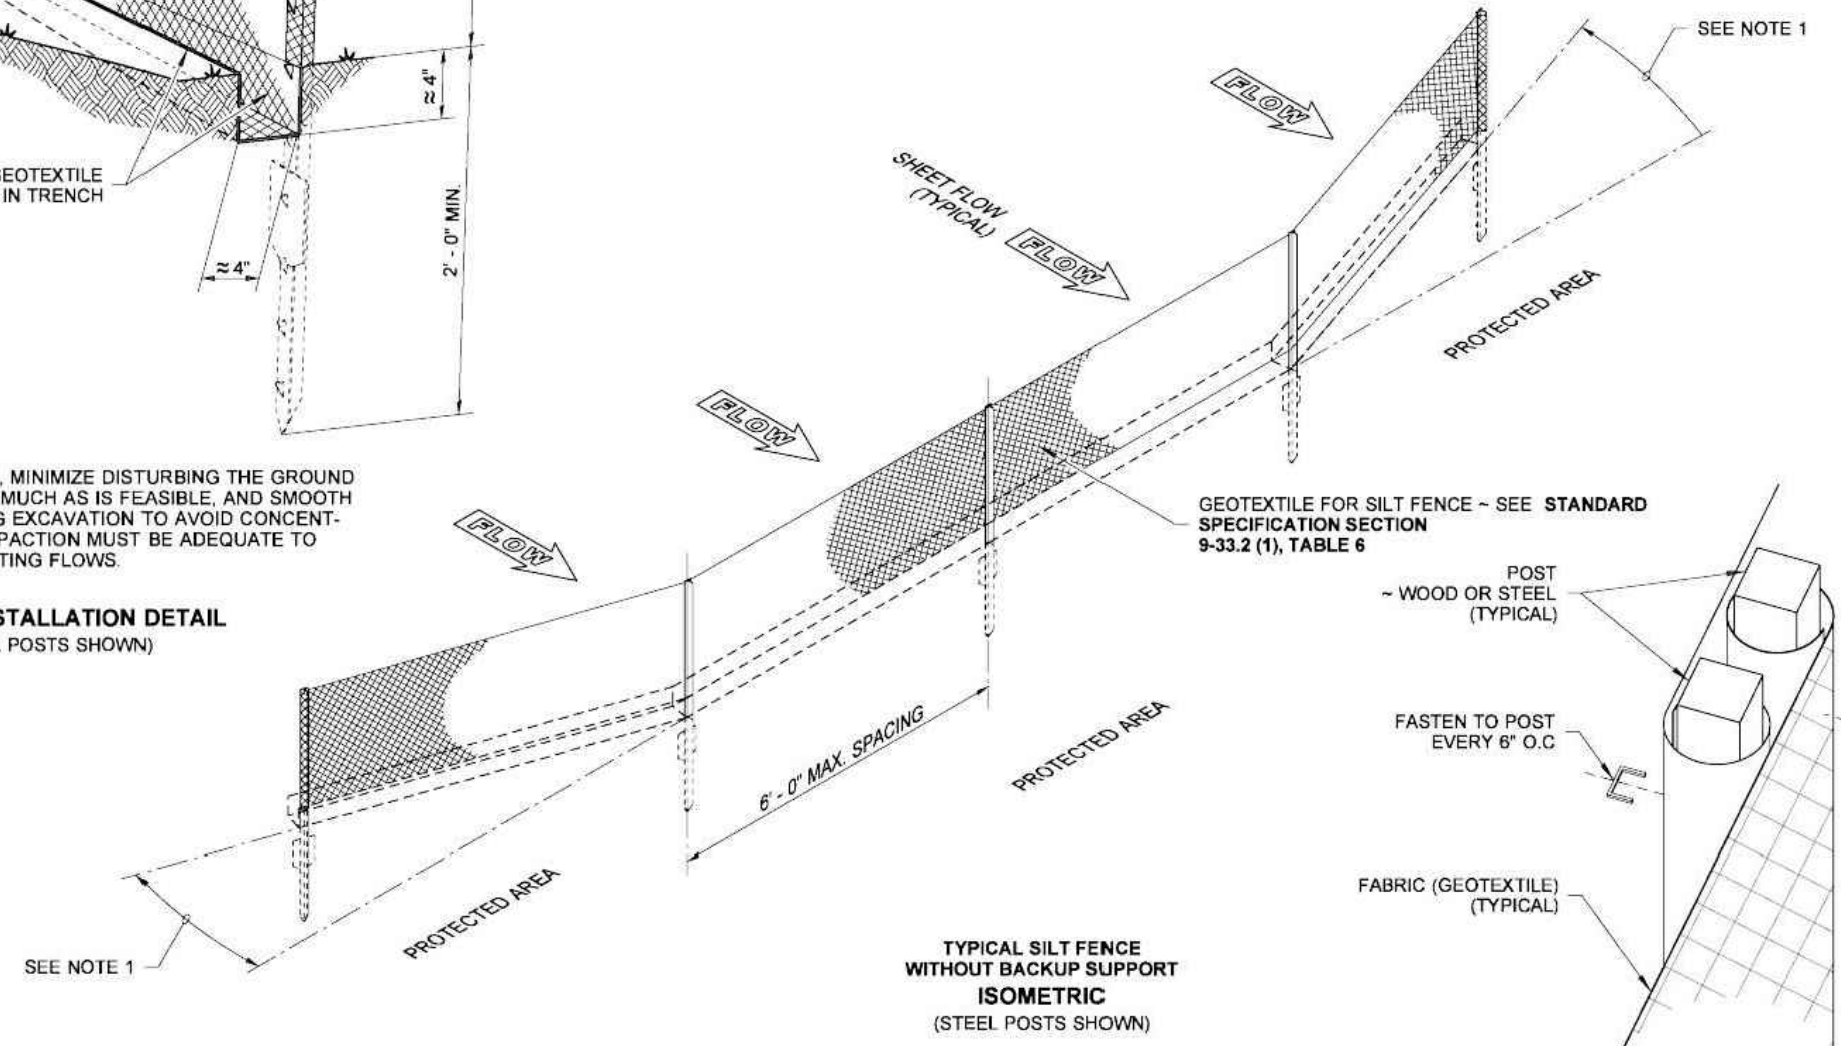 ≈ 4"
2' - 0" MIN.
≈ 4"
GEOTEXTILE
IN TRENCH
, MINIMIZE DISTURBING THE GROUND
MUCH AS IS FEASIBLE, AND SMOOTH
EXCAVATION TO AVOID CONCENT-
PACTION MUST BE ADEQUATE TO
TING FLOWS.
STALLATION DETAIL
POSTS SHOWN)
SEE NOTE 1
FLOW
SHEET FLOW
(TYPICAL)
FLOW
FLOW
FLOW
PROTECTED AREA
PROTECTED AREA
PROTECTED AREA
6' - 0" MAX. SPACING
SEE NOTE 1
GEOTEXTILE FOR SILT FENCE ~ SEE STANDARD
SPECIFICATION SECTION
9-33.2 (1), TABLE 6
POST
~ WOOD OR STEEL
(TYPICAL)
FASTEN TO POST
EVERY 6" O.C
FABRIC (GEOTEXTILE)
(TYPICAL)
TYPICAL SILT FENCE
WITHOUT BACKUP SUPPORT
ISOMETRIC
(STEEL POSTS SHOWN)